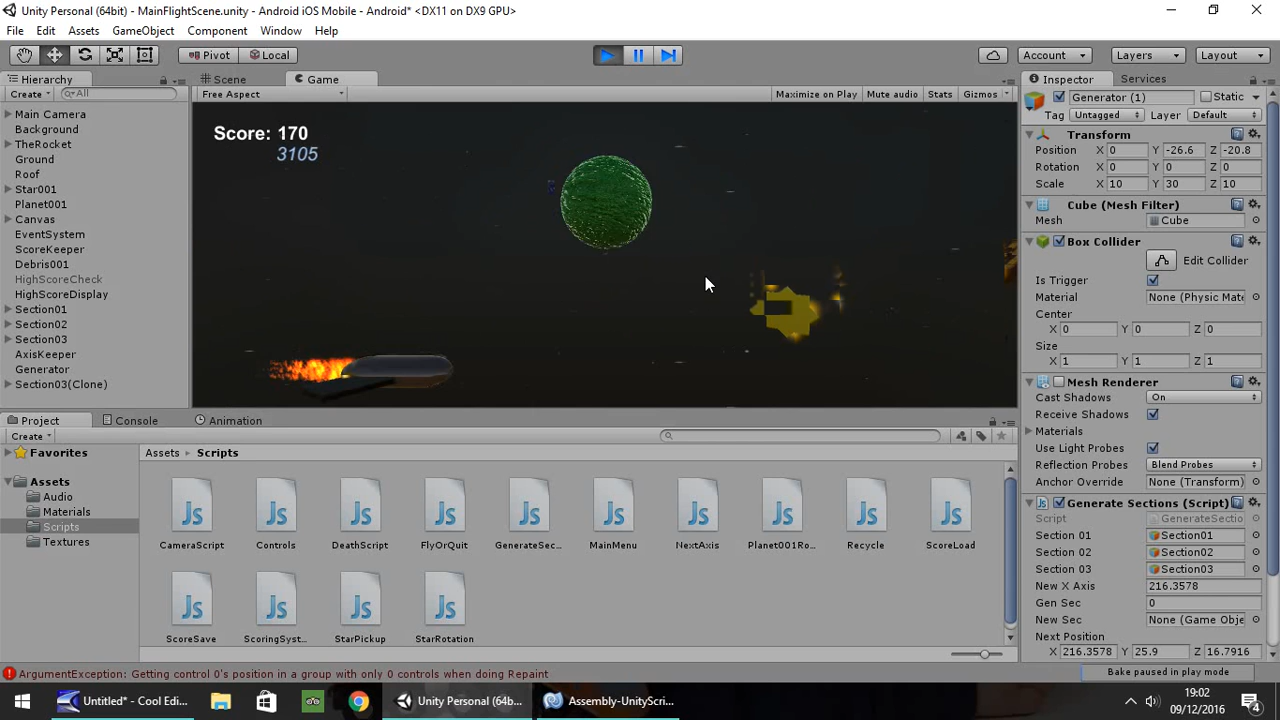 Unity Personal (64bit) - MainFlightScene.unity - Android iOS Mobile - Android* <DX11 on DX9 GPU>
File Edit Assets GameObject Component Window Help
Pivot Local Account Layers Layout
Hierarchy Scene Game Inspector Services
Create All
Free Aspect Maximize on Play Mute audio Stats Gizmos
Main Camera
Background
TheRocket
Ground
Roof
Star001
Planet001
Canvas
EventSystem
ScoreKeeper
Debris001
HighScoreCheck
HighScoreDisplay
Section01
Section02
Section03
AxisKeeper
Generator
Section03(Clone)
Score: 170
3105
Generator (1) Static
Tag Untagged Layer Default
Transform
Position X 0 Y -26.6 Z -20.8
Rotation X 0 Y 0 Z 0
Scale X 10 Y 30 Z 10
Cube (Mesh Filter)
Mesh Cube
Box Collider
Edit Collider
Is Trigger
Material None (Physic Mate
Center
X 0 Y 0 Z 0
Size
X 1 Y 1 Z 1
Mesh Renderer
Cast Shadows On
Receive Shadows
Materials
Use Light Probes
Reflection Probes Blend Probes
Anchor Override None (Transform)
Generate Sections (Script)
Script GenerateSectio
Section 01 Section01
Section 02 Section02
Section 03 Section03
New X Axis 216.3578
Gen Sec 0
New Sec None (Game Obje
Next Position
X 216.3578 Y 25.9 Z 16.7916
Project Console Animation
Create
Favorites
Assets
Audio
Materials
Scripts
Textures
Assets Scripts
CameraScript Controls DeathScript FlyOrQuit GenerateSec... MainMenu NextAxis Planet001Ro... Recycle ScoreLoad
ScoreSave ScoringSyst... StarPickup StarRotation
ArgumentException: Getting control 0's position in a group with only 0 controls when doing Repaint
Bake paused in play mode
Untitled* - Cool Edi... Unity Personal (64b... Assembly-UnityScri...
19:02
09/12/2016
4